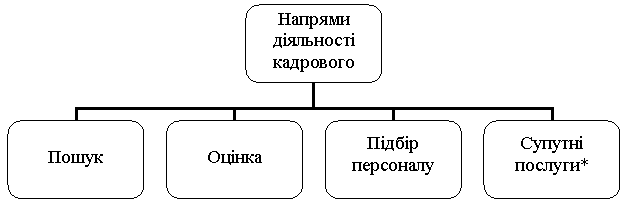 Напрями
діяльності
кадрового
Пошук
Оцінка
Підбір
персоналу
Супутні
послуги*